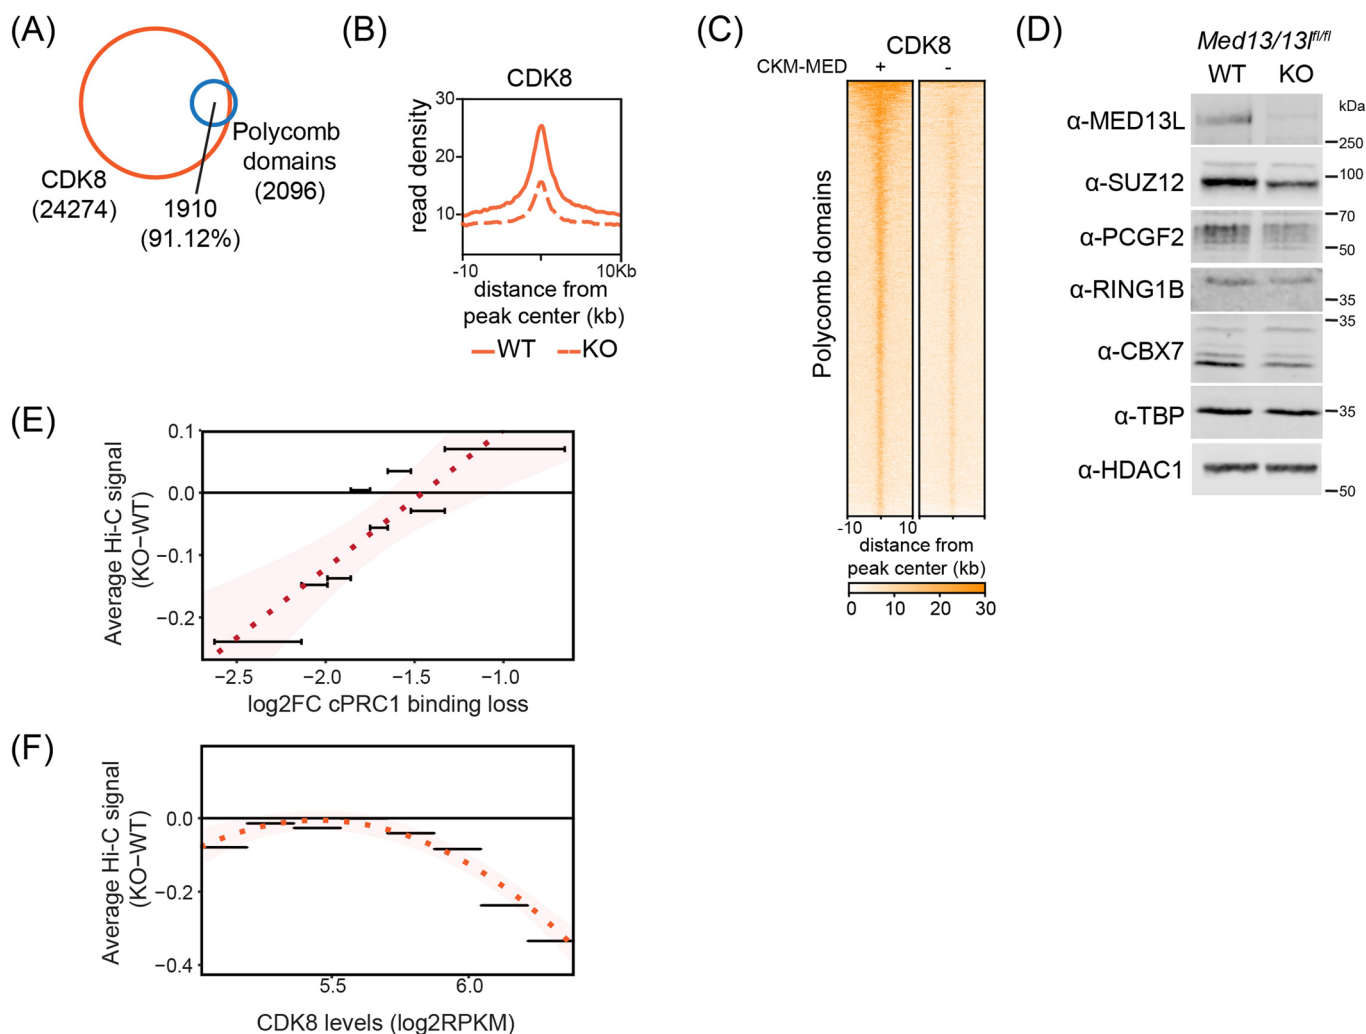 (A)
CDK8
(24274)
1910
(91.12%)
Polycomb
domains
(2096)
(B)
CDK8
read density
30
20
10
-10
10Kb
distance from
peak center (kb)
WT
KO
(C)
CDK8
CKM-MED
+
-
Polycomb domains
-10
10
distance from
peak center (kb)
0
10
20
30
(D)
Med13/13l^fl/fl
WT
KO
kDa
α-MED13L
250
α-SUZ12
100
α-PCGF2
70
50
α-RING1B
35
α-CBX7
35
α-TBP
35
α-HDAC1
50
(E)
Average Hi-C signal
(KO−WT)
0.1
0.0
−0.1
−0.2
−2.5
−2.0
−1.5
−1.0
log2FC cPRC1 binding loss
(F)
Average Hi-C signal
(KO−WT)
0.0
−0.2
−0.4
5.5
6.0
CDK8 levels (log2RPKM)